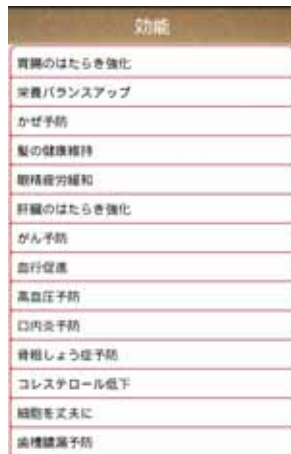 効能
胃腸のはたらき強化
栄養バランスアップ
かぜ予防
髪の健康維持
眼精疲労緩和
肝臓のはたらき強化
がん予防
血行促進
高血圧予防
口内炎予防
骨粗しょう症予防
コレステロール低下
細胞を丈夫に
歯槽膿漏予防